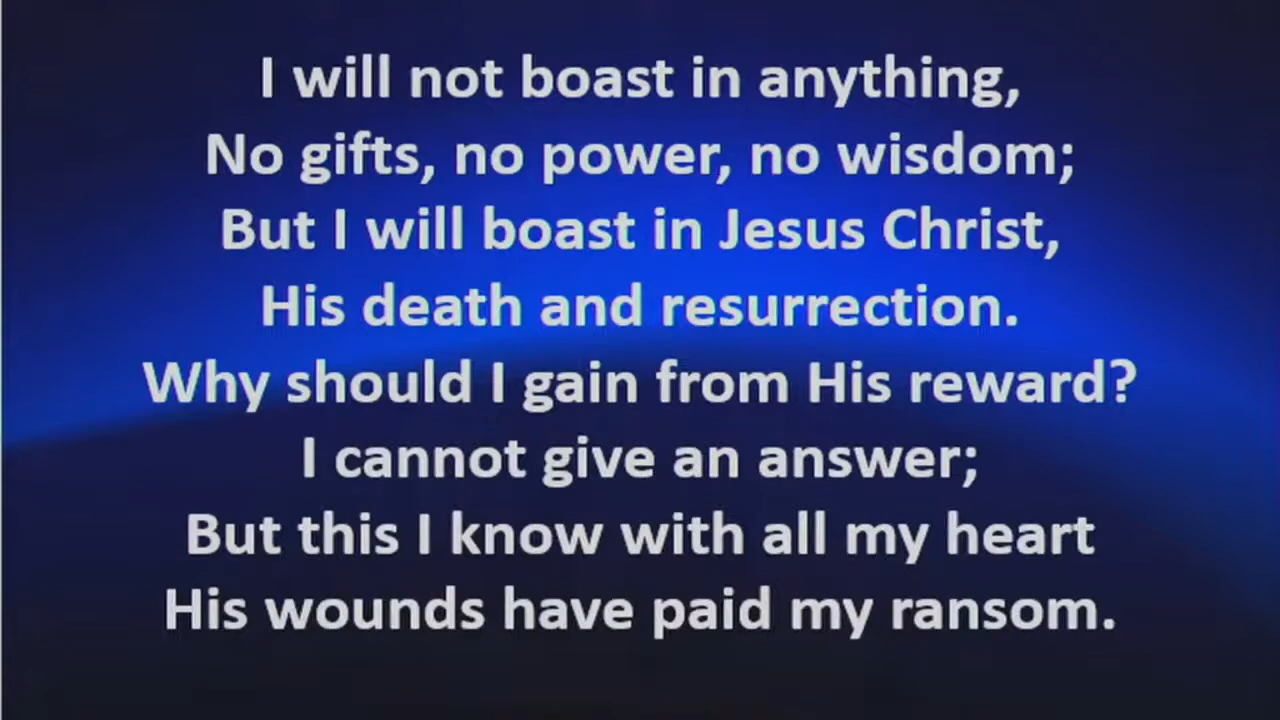 I will not boast in anything,
No gifts, no power, no wisdom;
But I will boast in Jesus Christ,
His death and resurrection.
Why should I gain from His reward?
I cannot give an answer;
But this I know with all my heart
His wounds have paid my ransom.